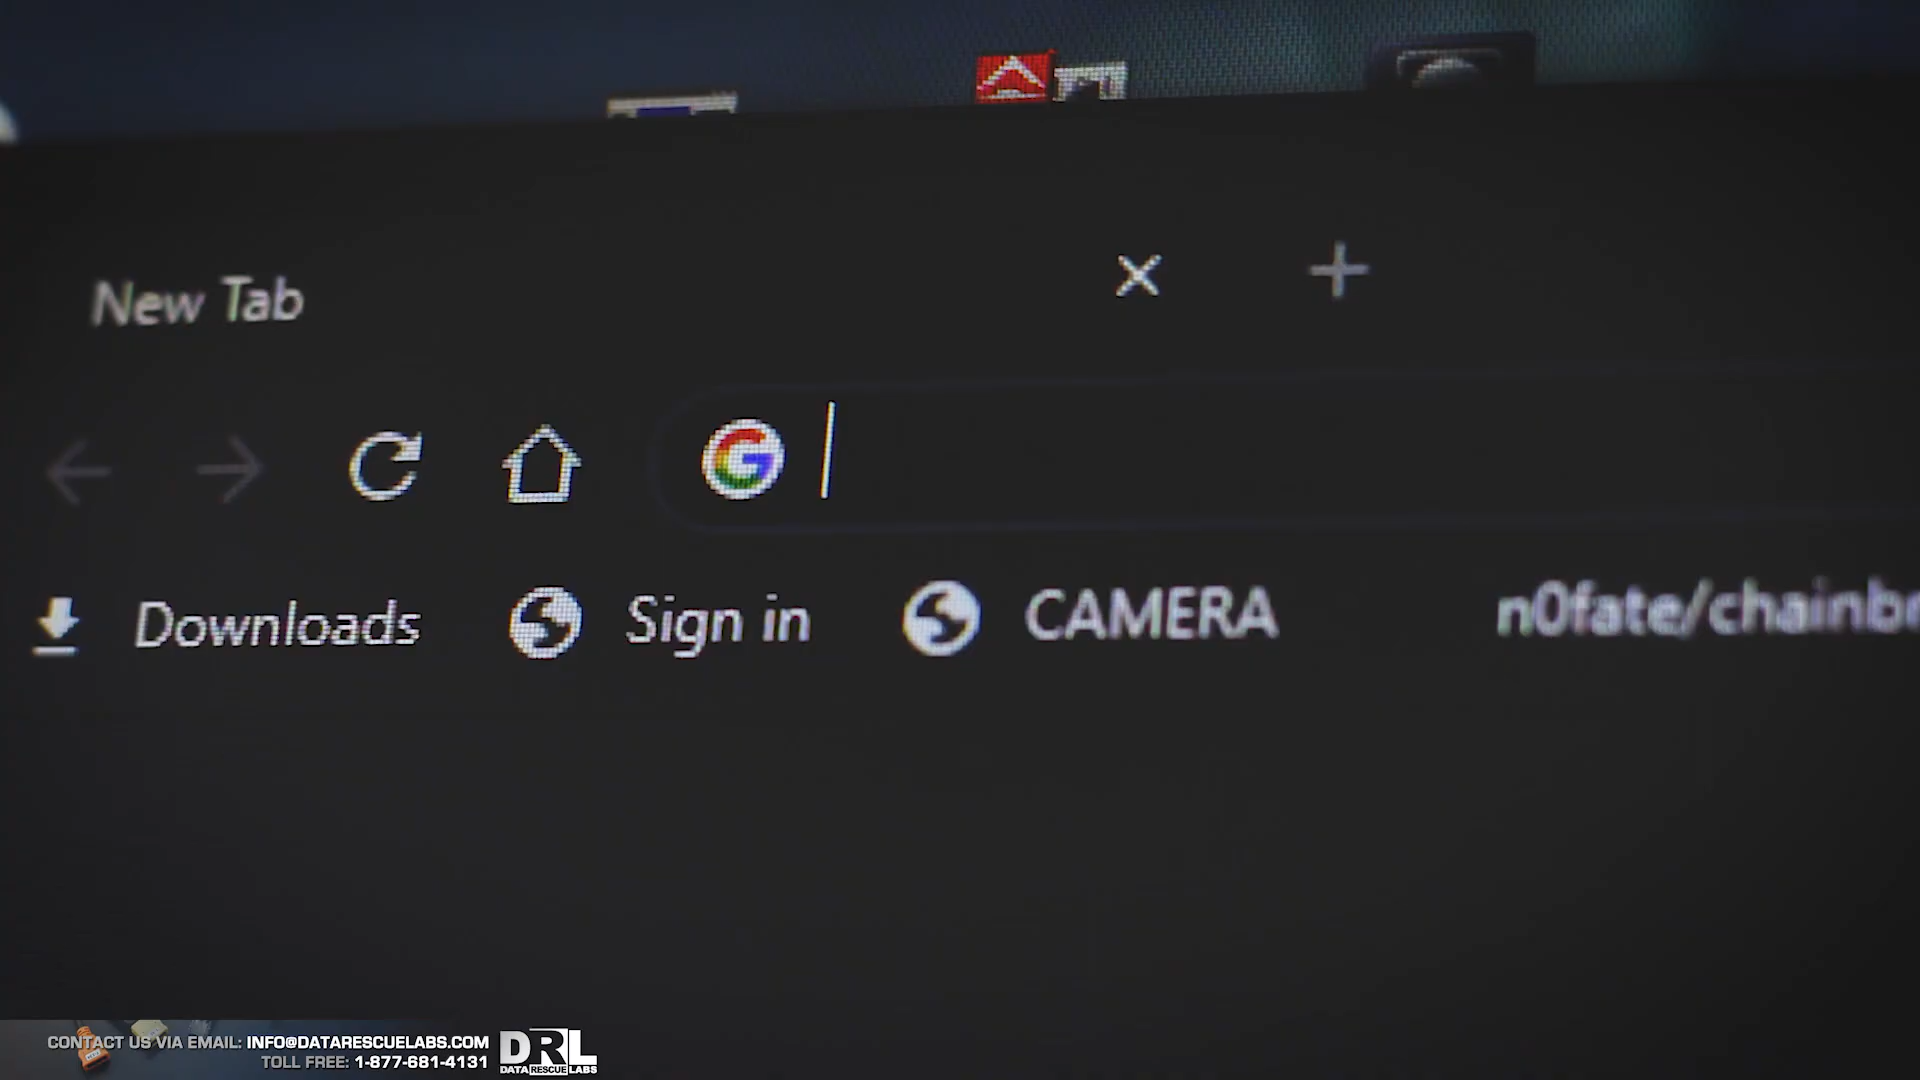 New Tab
Downloads
Sign in
CAMERA
n0fate/chainbr
CONTACT US VIA EMAIL: INFO@DATARESCUELABS.COM
TOLL FREE: 1-877-681-4131
DRL
DATA RESCUE LABS